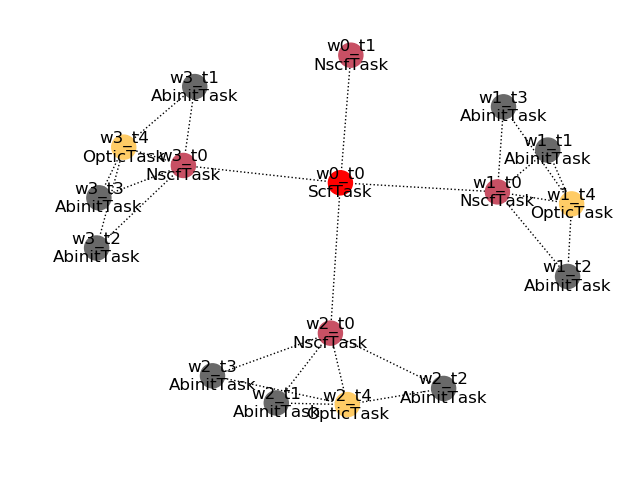 w0_t1
NscfTask
w3_t1
AbinitTask
w1_t3
AbinitTask
w3_t4
OpticTask
w1_t1
AbinitTask
w3_t0
NscfTask
w0_t0
ScfTask
w1_t0
NscfTask
w3_t3
AbinitTask
w1_t4
OpticTask
w3_t2
AbinitTask
w1_t2
AbinitTask
w2_t0
NscfTask
w2_t3
AbinitTask
w2_t2
AbinitTask
w2_t1
AbinitTask
w2_t4
OpticTask